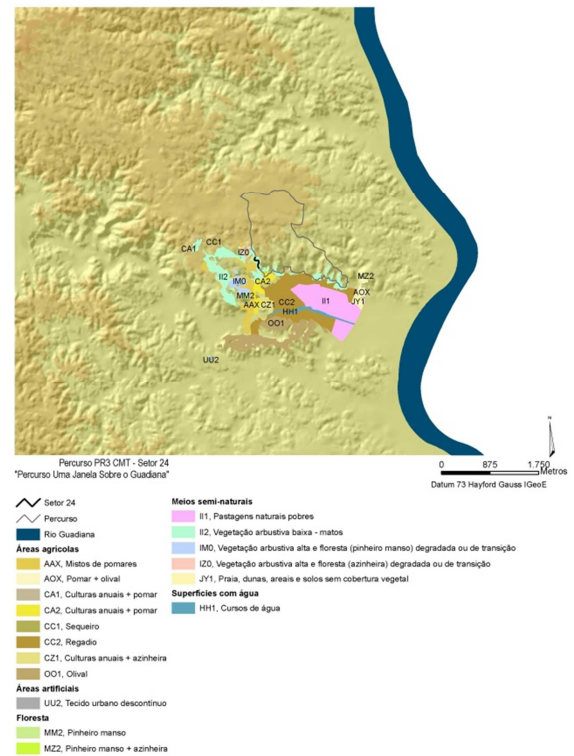 CA1
CC1
IZ0
II2
IM0
CA2
MM2
AAX
CZ1
CC2
HH1
II1
MZ2
AOX
JY1
OO1
UU2
N
Percurso PR3 CMT - Setor 24
"Percurso Uma Janela Sobre o Guadiana"
0 875 1.750
Metros
Datum 73 Hayford Gauss IGeoE
Setor 24
Percurso
Rio Guadiana
Áreas agrícolas
AAX, Mistos de pomares
AOX, Pomar + olival
CA1, Culturas anuais + pomar
CA2, Culturas anuais + pomar
CC1, Sequeiro
CC2, Regadio
CZ1, Culturas anuais + azinheira
OO1, Olival
Áreas artificiais
UU2, Tecido urbano descontínuo
Floresta
MM2, Pinheiro manso
MZ2, Pinheiro manso + azinheira
Meios semi-naturais
II1, Pastagens naturais pobres
II2, Vegetação arbustiva baixa - matos
IM0, Vegetação arbustiva alta e floresta (pinheiro manso) degradada ou de transição
IZ0, Vegetação arbustiva alta e floresta (azinheira) degradada ou de transição
JY1, Praia, dunas, areais e solos sem cobertura vegetal
Superfícies com água
HH1, Cursos de água